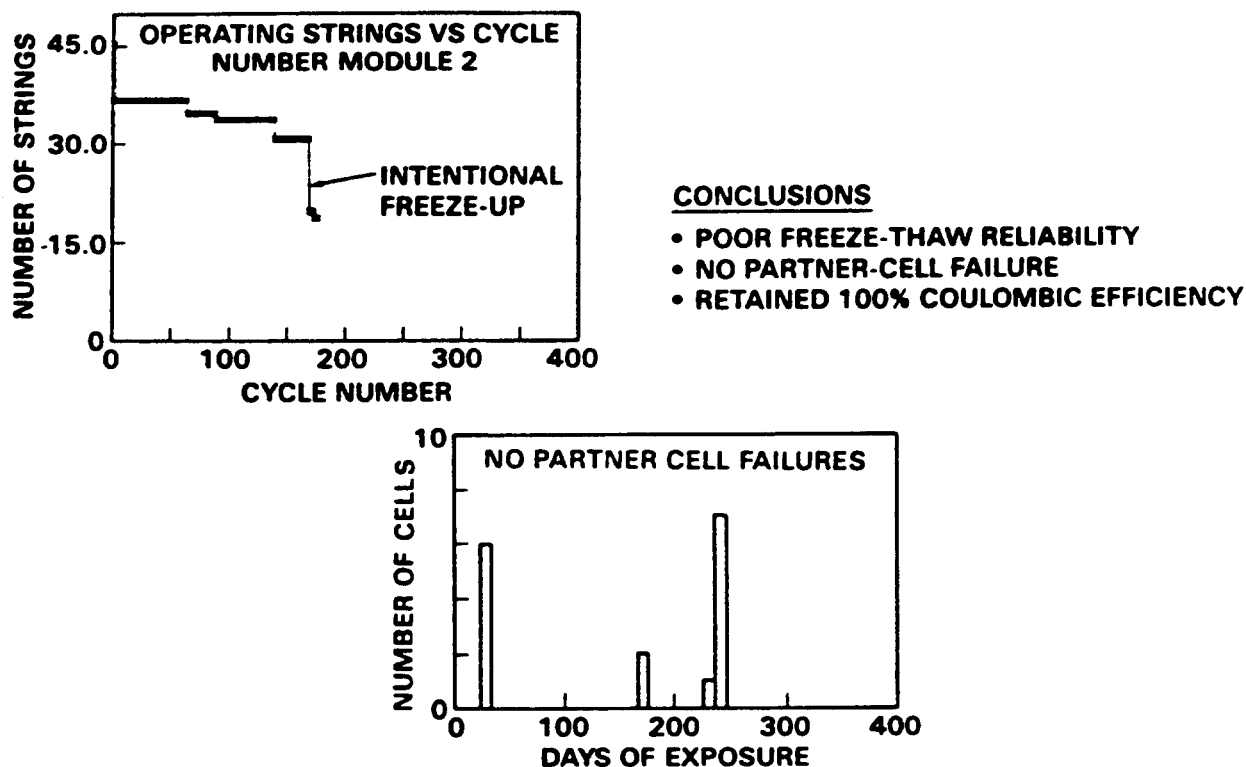 OPERATING STRINGS VS CYCLE
NUMBER MODULE 2
NUMBER OF STRINGS
45.0
30.0
-15.0
0
INTENTIONAL
FREEZE-UP
0 100 200 300 400
CYCLE NUMBER
CONCLUSIONS
• POOR FREEZE-THAW RELIABILITY
• NO PARTNER-CELL FAILURE
• RETAINED 100% COULOMBIC EFFICIENCY
NO PARTNER CELL FAILURES
NUMBER OF CELLS
10
0
0 100 200 300 400
DAYS OF EXPOSURE